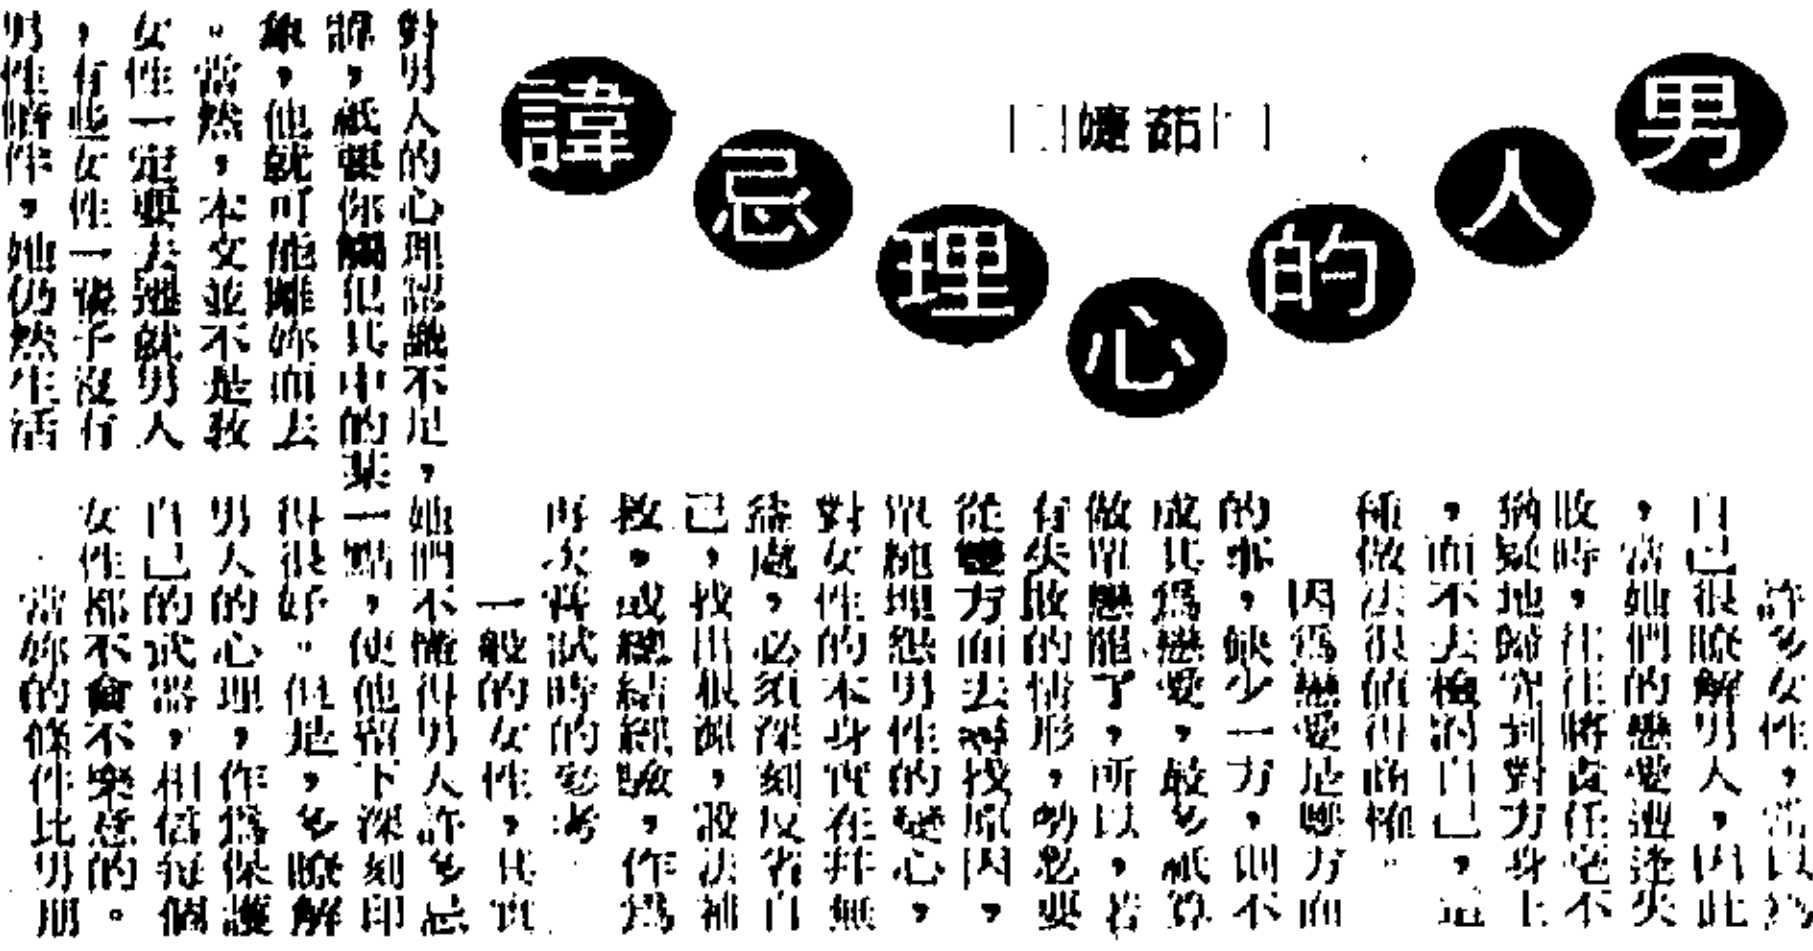 男人的心理忌諱
茹婕
許多女性,當以爲
自己很瞭解男人,因此
,當她們的戀愛遭逢失
敗時,往往將責任毫不
猶疑地歸究到對方身上
,而不去檢討自己,這
種做法很值得商榷。
因爲戀愛是雙方面
的事,缺少一方,則不
成其爲戀愛,最多祇算
做單戀罷了,所以,若
有失敗的情形,勢必要
從雙方面去尋找原因,
單純埋怨男性的變心,
對女性的本身實在并無
益處,必須深刻反省自
己,找出根源,設法補
救,或總結經驗,作爲
再次嘗試時的參考
一般的女性,其實
對男人的心理認識不足,她們不懂得男人許多忌
諱,祇要你觸犯其中的某一點,使他留下深刻印
象,他就可能離妳而去
。當然,本文並不是教
女性一定要去遷就男人
,有些女性一輩子沒有
男性陪伴,她仍然生活
得很好。但是,多瞭解
男人的心理,作爲保護
自己的武器,相信每個
女性都不會不樂意的。
當妳的條件比男朋